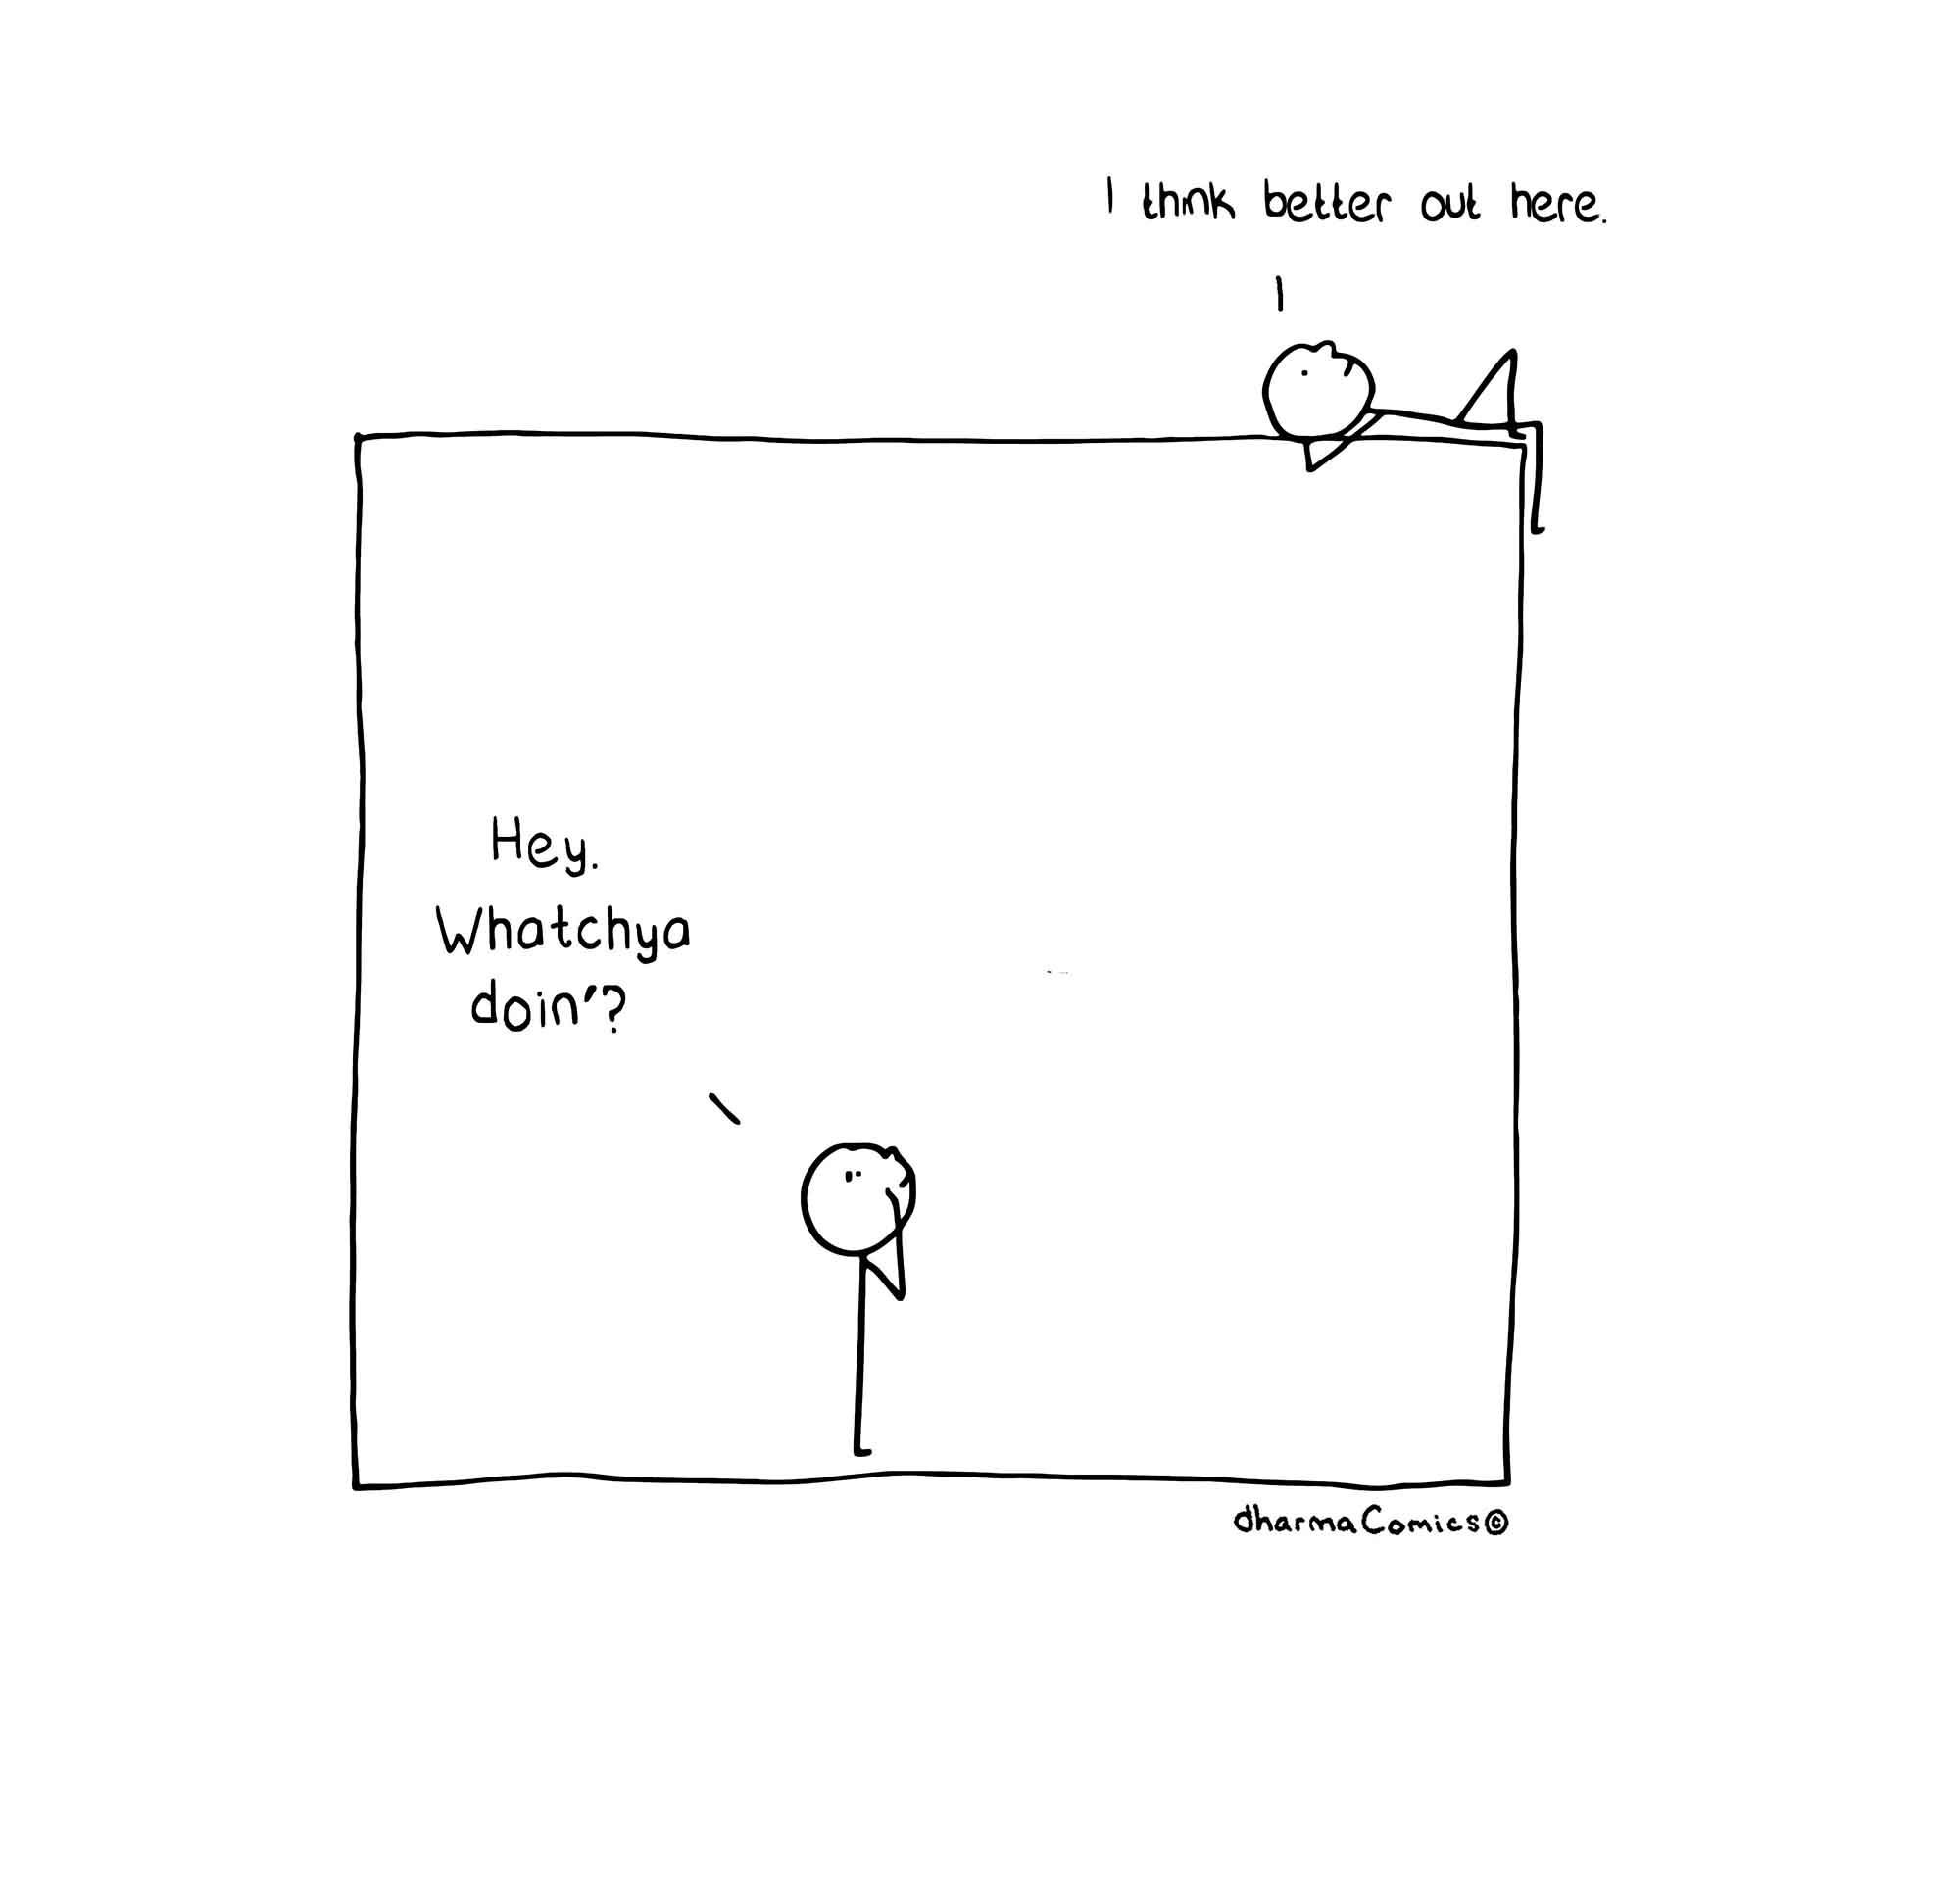 I think better out here.
Hey.
Whatchya
doin'?
dharmaComics©